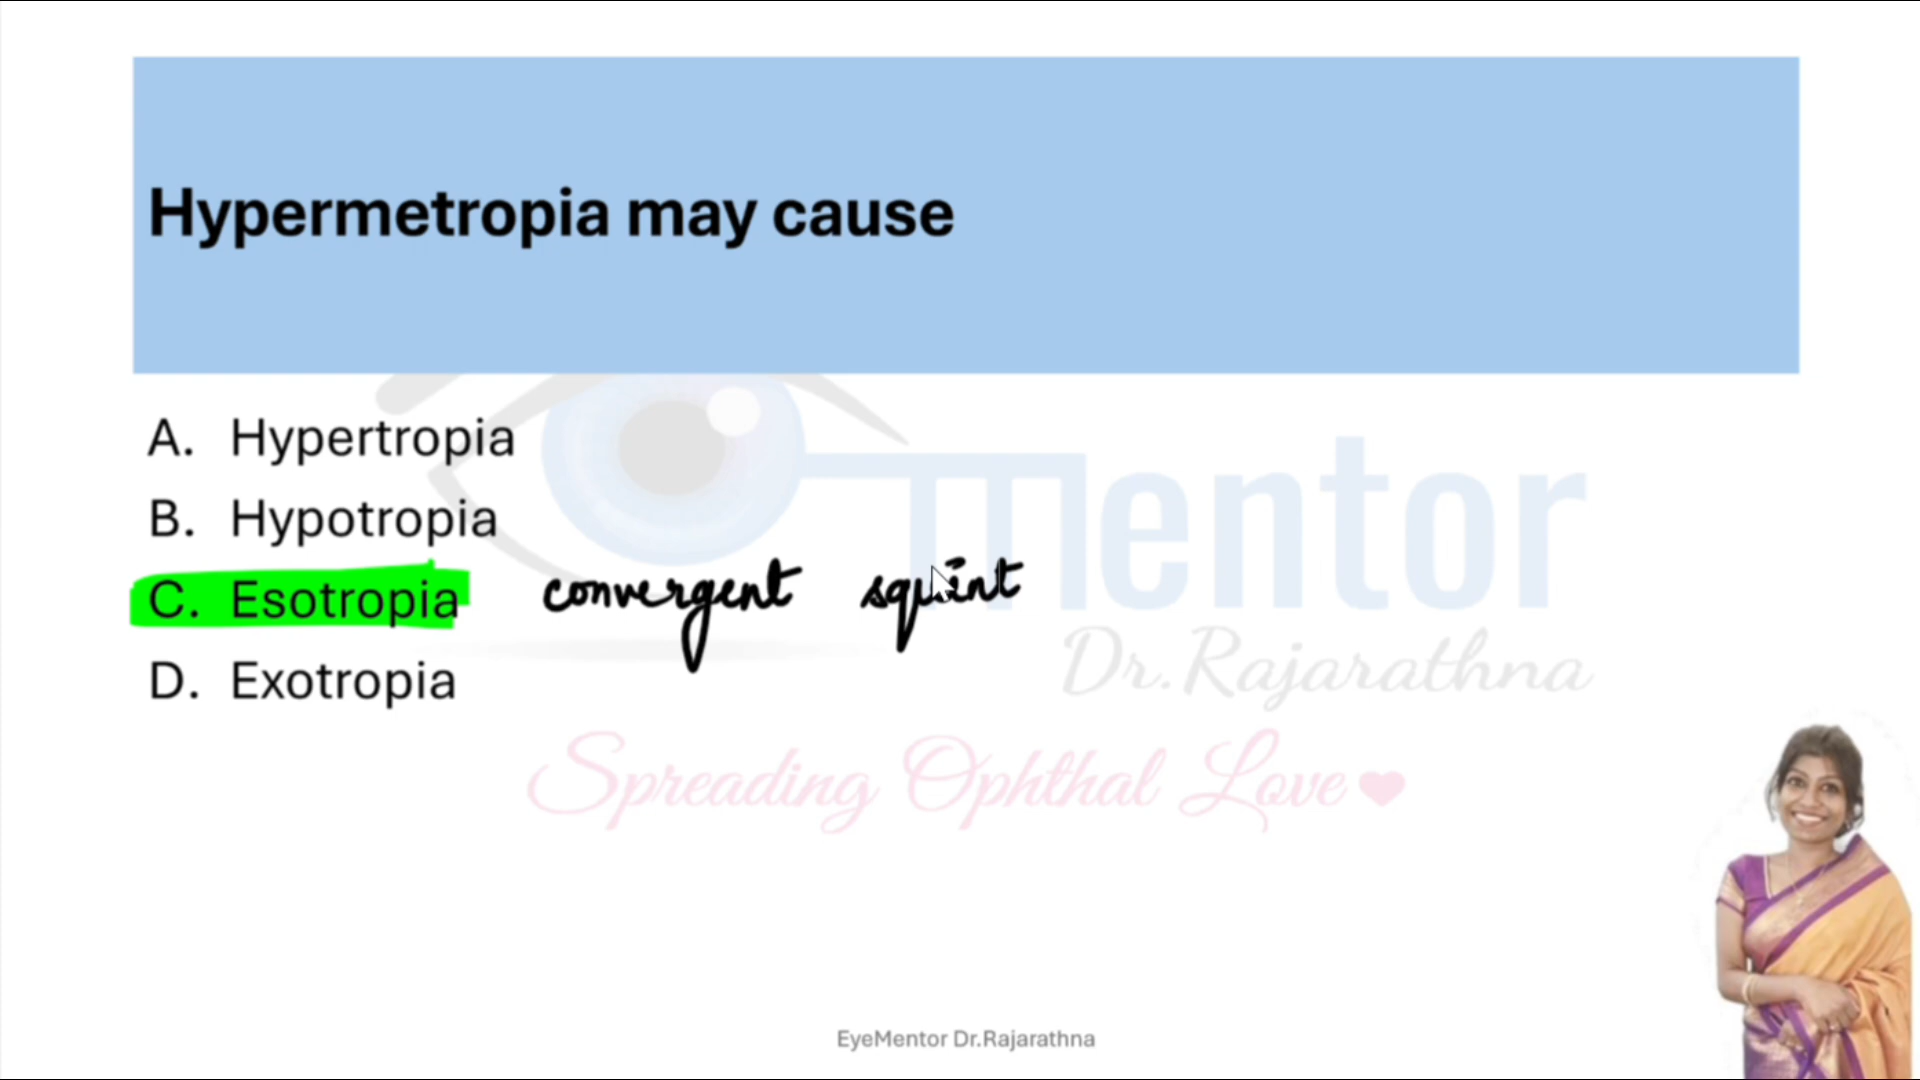 Hypermetropia may cause
A. Hypertropia
B. Hypotropia
C. Esotropia convergent squint
D. Exotropia
mentor
Dr.Rajarathna
Spreading Ophthal Love
EyeMentor Dr.Rajarathna